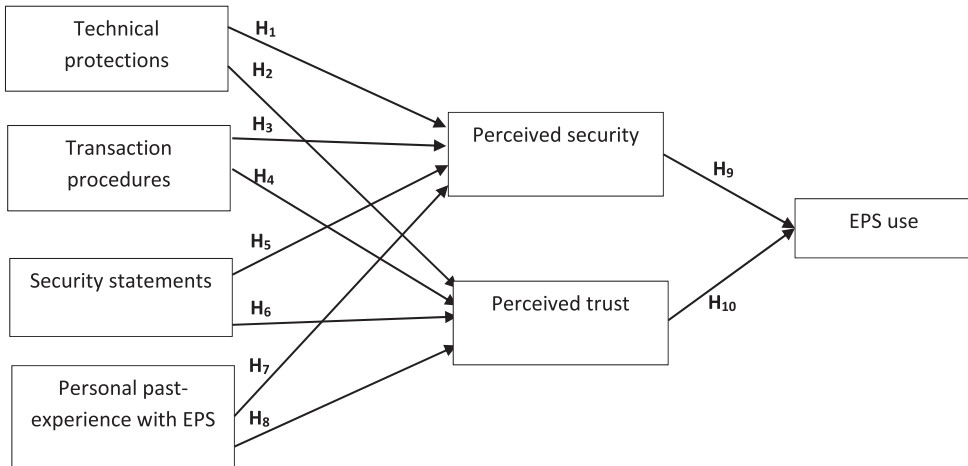 Technical
protections
H1
H2
Transaction
procedures
H3
H4
Security statements
H5
H6
Personal past-
experience with EPS
H7
H8
Perceived security
Perceived trust
H9
H10
EPS use